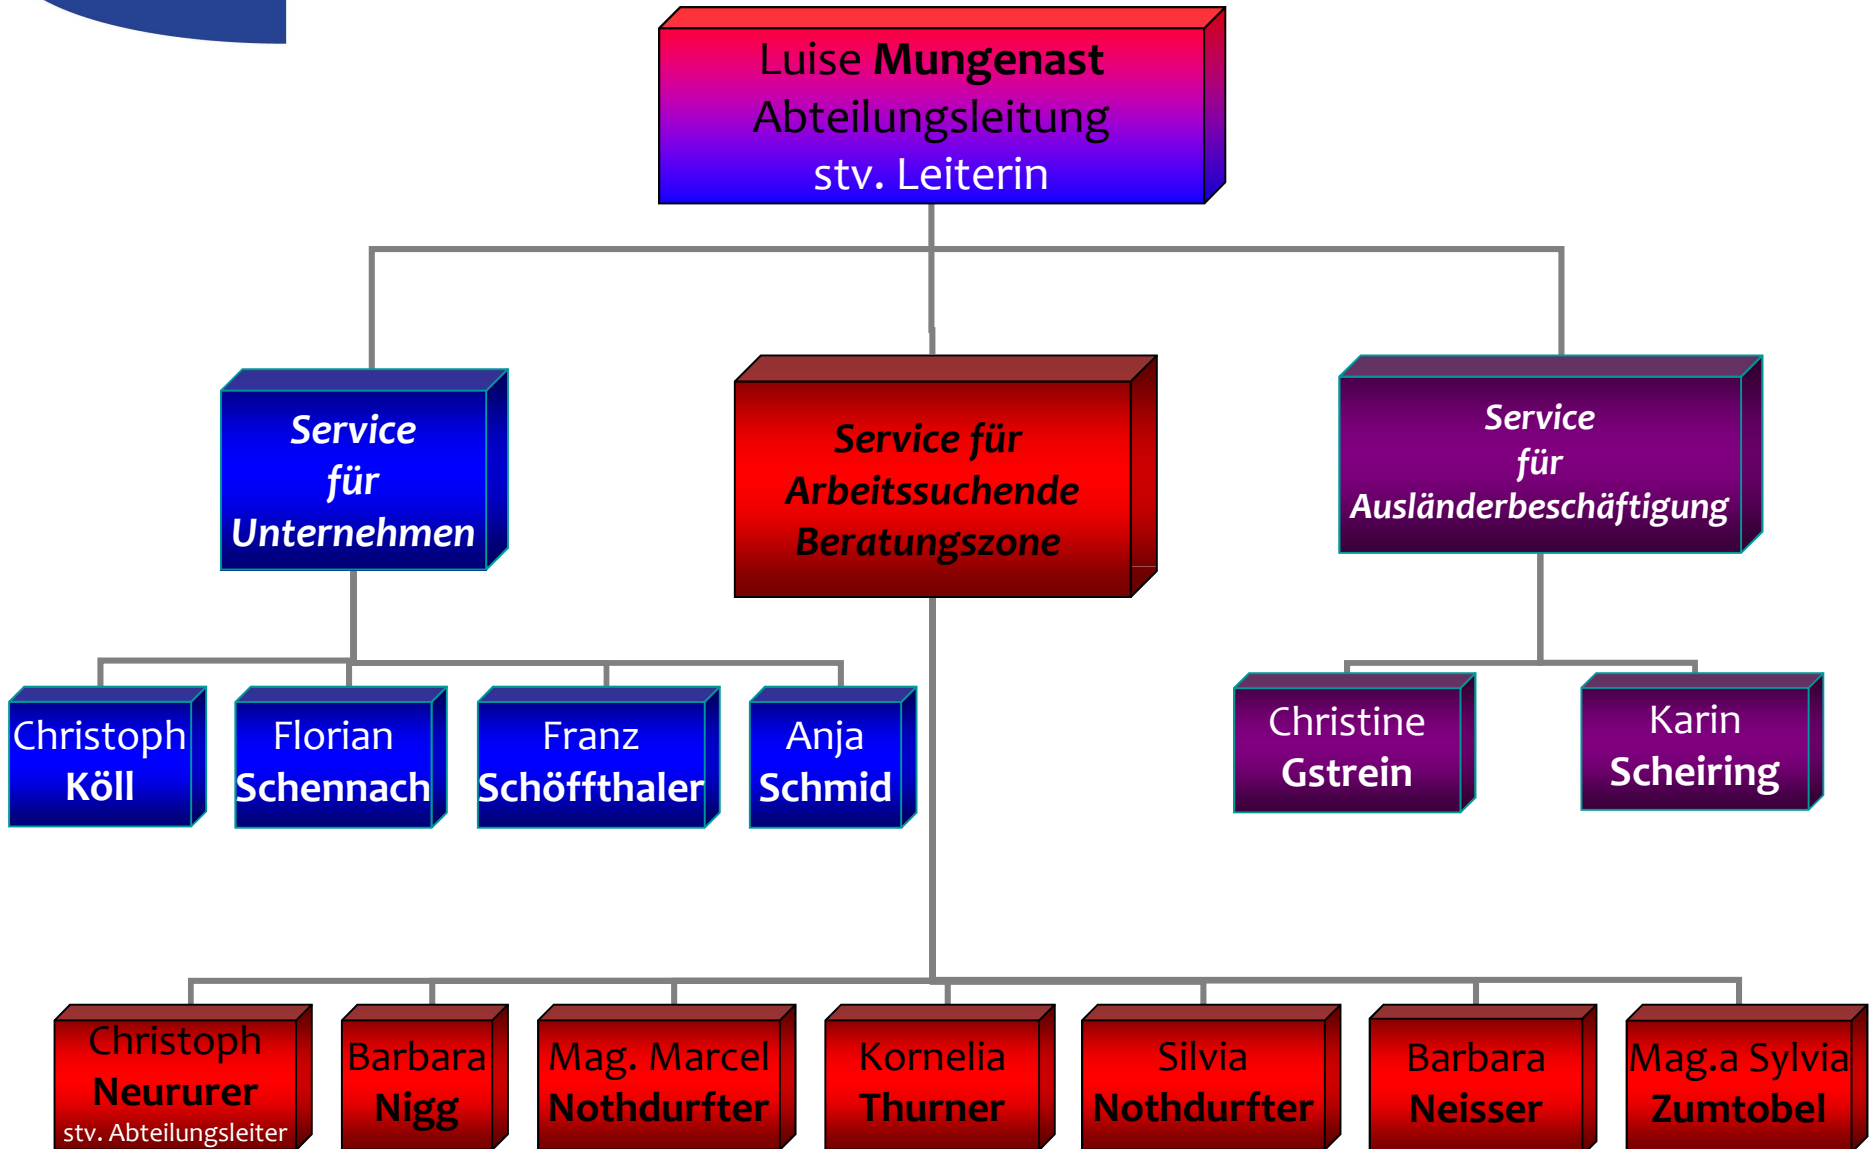 Luise Mungenast
Abteilungsleitung
stv. Leiterin
Service
für
Unternehmen
Service für
Arbeitssuchende
Beratungszone
Service
für
Ausländerbeschäftigung
Christoph
Köll
Florian
Schennach
Franz
Schöffthaler
Anja
Schmid
Christine
Gstrein
Karin
Scheiring
Christoph
Neururer
stv. Abteilungsleiter
Barbara
Nigg
Mag. Marcel
Nothdurfter
Kornelia
Thurner
Silvia
Nothdurfter
Barbara
Neisser
Mag.a Sylvia
Zumtobel